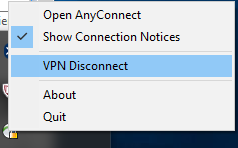 Open AnyConnect
Show Connection Notices
VPN Disconnect
About
Quit